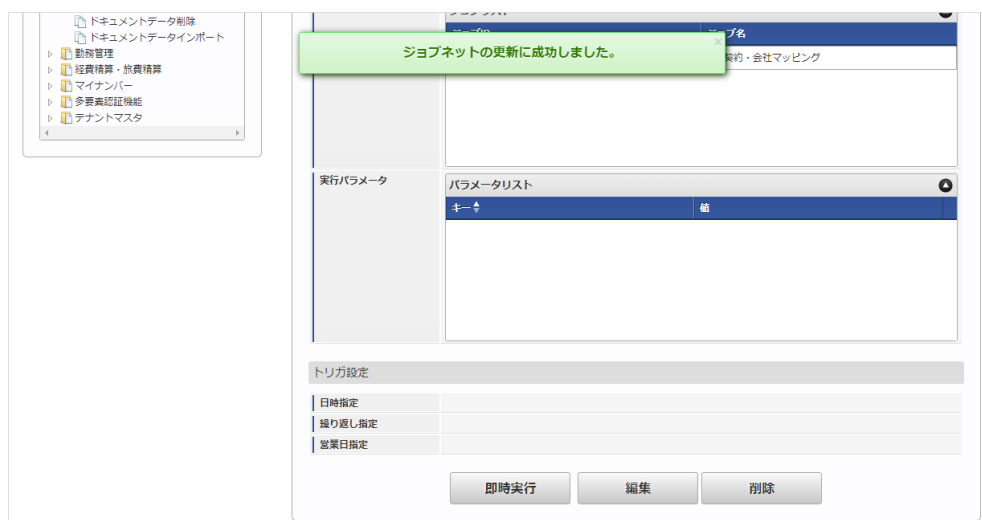 ドキュメントデータ削除
ドキュメントデータインポート
勤務管理
経費精算・旅費精算
マイナンバー
多要素認証機能
テナントマスタ
ジョブネットの更新に成功しました。
×
ブ名
契約・会社マッピング
実行パラメータ
パラメータリスト
キー
値
トリガ設定
日時指定
繰り返し指定
営業日指定
即時実行
編集
削除